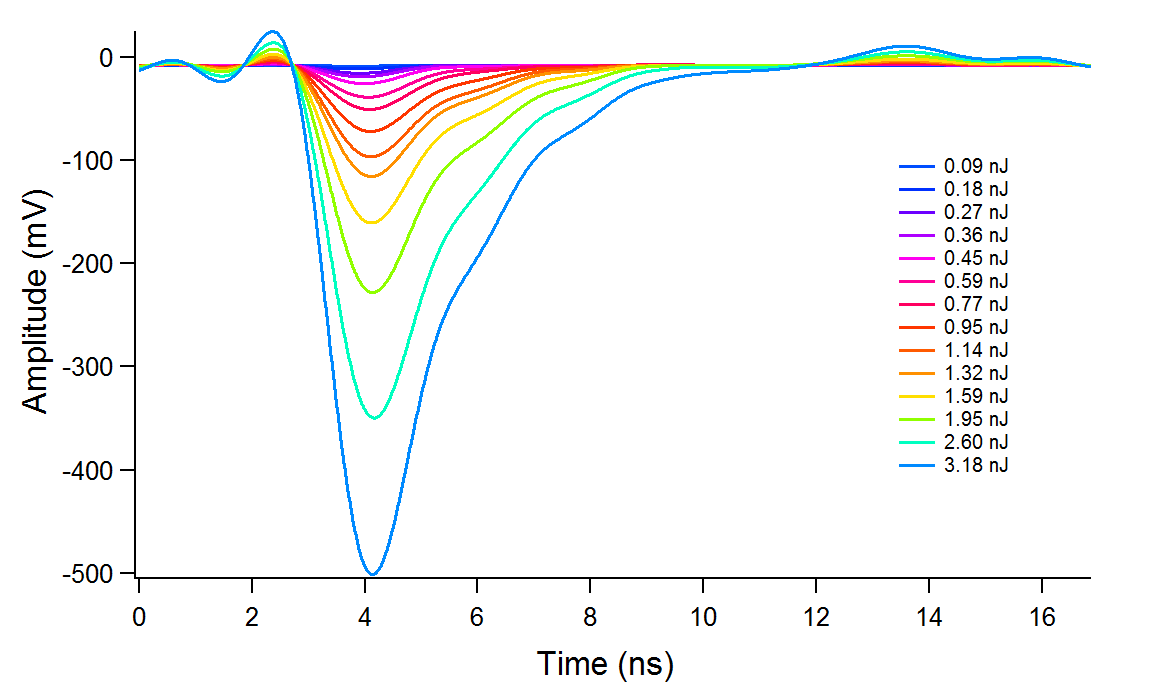 0
-100
-200
-300
-400
-500
Amplitude (mV)
0.09 nJ
0.18 nJ
0.27 nJ
0.36 nJ
0.45 nJ
0.59 nJ
0.77 nJ
0.95 nJ
1.14 nJ
1.32 nJ
1.59 nJ
1.95 nJ
2.60 nJ
3.18 nJ
0 2 4 6 8 10 12 14 16
Time (ns)